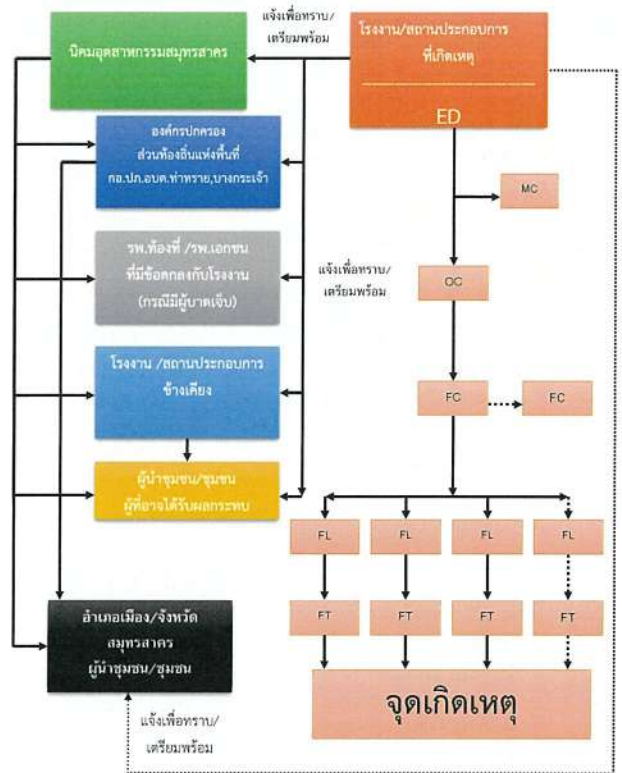 แจ้งเพื่อทราบ/
เตรียมพร้อม
นิคมอุตสาหกรรมสมุทรสาคร
โรงงาน/สถานประกอบการ
ที่เกิดเหตุ
ED
องค์กรปกครอง
ส่วนท้องถิ่นแห่งพื้นที่
กอ.ปภ.อบต.ท่าทราย,บางกระเจ้า
MC
รพ.ท้องที่ /รพ.เอกชน
ที่มีข้อตกลงกับโรงงาน
(กรณีมีผู้บาดเจ็บ)
แจ้งเพื่อทราบ/
เตรียมพร้อม
OC
โรงงาน /สถานประกอบการ
ข้างเคียง
FC
FC
ผู้นำชุมชน/ชุมชน
ผู้ที่อาจได้รับผลกระทบ
FL
FL
FL
FL
FT
FT
FT
FT
อำเภอเมือง/จังหวัด
สมุทรสาคร
ผู้นำชุมชน/ชุมชน
จุดเกิดเหตุ
แจ้งเพื่อทราบ/
เตรียมพร้อม